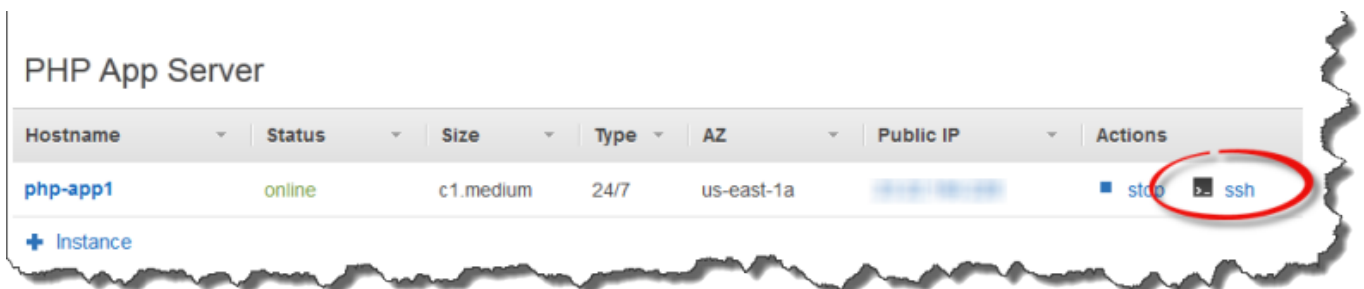 PHP App Server
Hostname Status Size Type AZ Public IP Actions
php-app1 online c1.medium 24/7 us-east-1a stop ssh
Instance